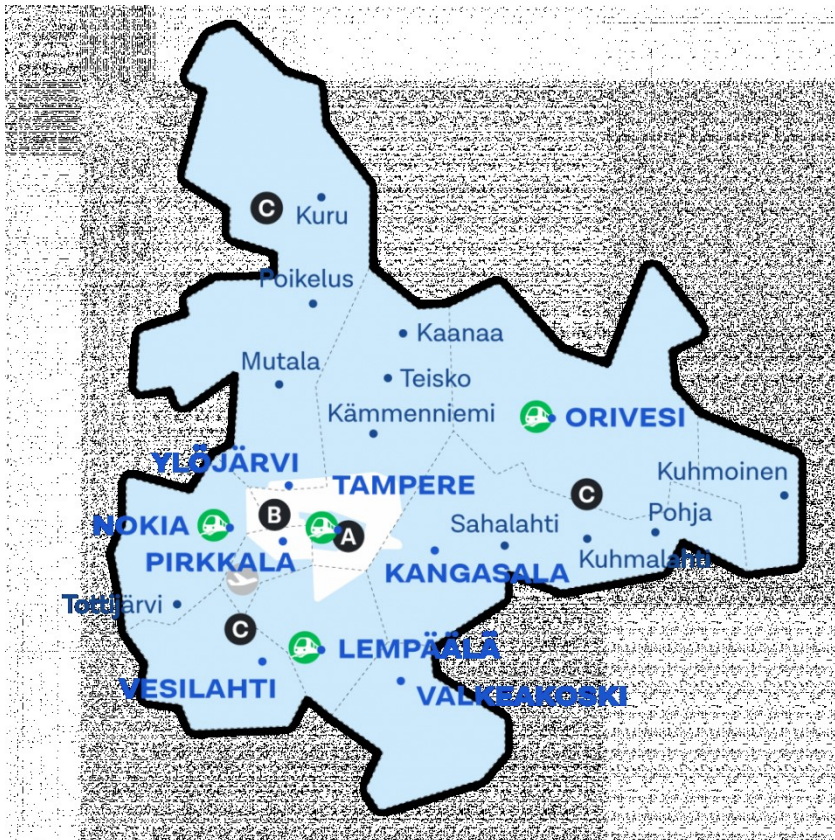 C
Kuru
Poikelus
Kaanaa
Mutala
Teisko
Kämmenniemi
ORIVESI
YLÖJÄRVI
TAMPERE
Kuhmoinen
C
B
Pohja
NOKIA
A
Sahalahti
PIRKKALA
Kuhmalahti
KANGASALA
Tottijärvi
C
LEMPÄÄLÄ
VESILAHTI
VALKEAKOSKI